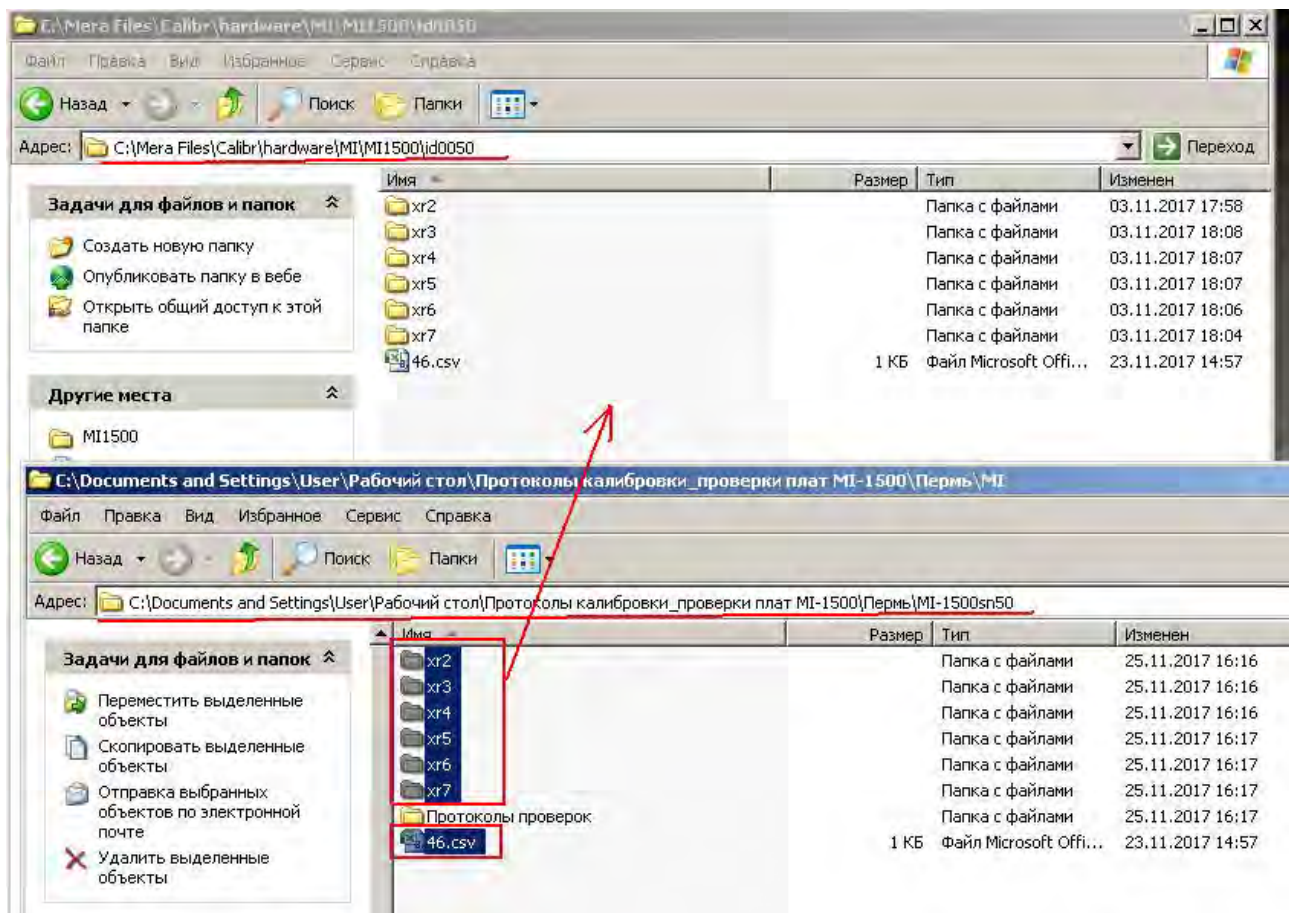 C:\Mera Files\Calibr\hardware\MI\MI1500\id0050
Файл Правка Вид Избранное Сервис Справка
Назад Поиск Папки
Адрес: C:\Mera Files\Calibr\hardware\MI\MI1500\id0050 Переход
Имя Размер Тип Изменен
Задачи для файлов и папок
Создать новую папку
Опубликовать папку в вебе
Открыть общий доступ к этой
папке
Другие места
MI1500
xr2 Папка с файлами 03.11.2017 17:58
xr3 Папка с файлами 03.11.2017 18:08
xr4 Папка с файлами 03.11.2017 18:07
xr5 Папка с файлами 03.11.2017 18:07
xr6 Папка с файлами 03.11.2017 18:06
xr7 Папка с файлами 03.11.2017 18:04
46.csv 1 КБ Файл Microsoft Offi... 23.11.2017 14:57
C:\Documents and Settings\User\Рабочий стол\Протоколы калибровки_проверки плат MI-1500\Пермь\MI
Файл Правка Вид Избранное Сервис Справка
Назад Поиск Папки
Адрес: C:\Documents and Settings\User\Рабочий стол\Протоколы калибровки_проверки плат MI-1500\Пермь\MI-1500sn50
Имя Размер Тип Изменен
Задачи для файлов и папок
Переместить выделенные
объекты
Скопировать выделенные
объекты
Отправка выбранных
объектов по электронной
почте
Удалить выделенные
объекты
xr2 Папка с файлами 25.11.2017 16:16
xr3 Папка с файлами 25.11.2017 16:16
xr4 Папка с файлами 25.11.2017 16:16
xr5 Папка с файлами 25.11.2017 16:17
xr6 Папка с файлами 25.11.2017 16:17
xr7 Папка с файлами 25.11.2017 16:17
Протоколы проверок Папка с файлами 25.11.2017 16:17
46.csv 1 КБ Файл Microsoft Offi... 23.11.2017 14:57